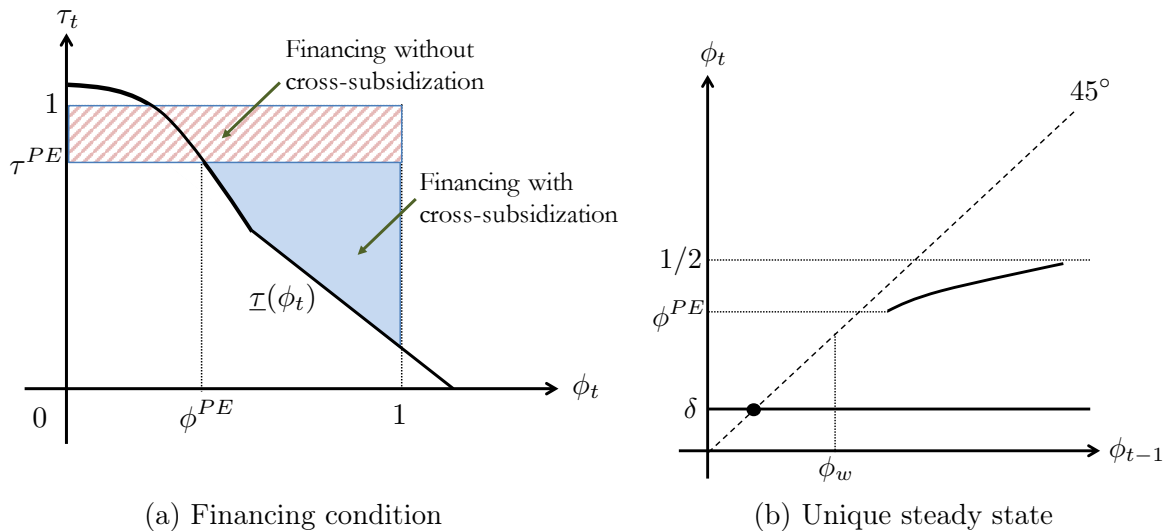 τ_t
Financing without
cross-subsidization
1
τ^{PE}
Financing with
cross-subsidization
τ(φ_t)
0
φ^{PE}
1
φ_t
(a) Financing condition
φ_t
45°
1/2
φ^{PE}
δ
φ_w
φ_{t−1}
(b) Unique steady state